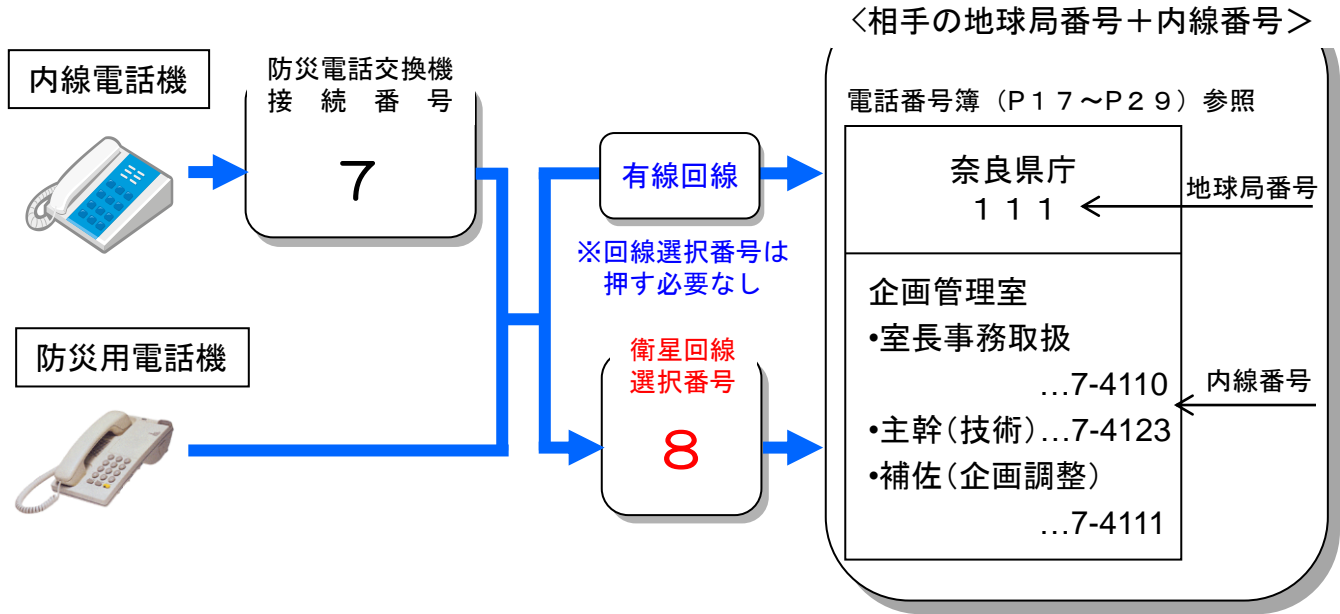 <相手の地球局番号＋内線番号>
内線電話機
防災電話交換機
接続番号
７
有線回線
※回線選択番号は
押す必要なし
防災用電話機
衛星回線
選択番号
８
電話番号簿（P１７～P２９）参照
奈良県庁
１１１
地球局番号
企画管理室
•室長事務取扱
…7-4110
•主幹（技術）…7-4123
•補佐（企画調整）
…7-4111
内線番号